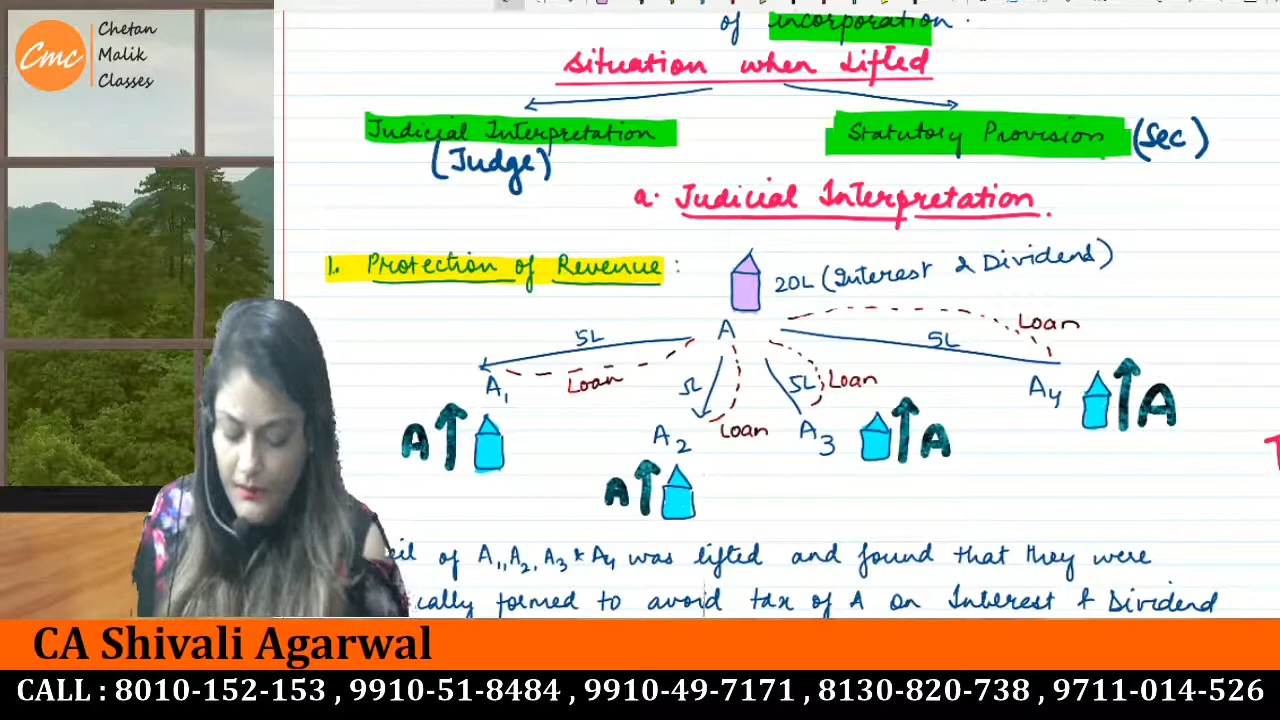 Cmc
Chetan
Malik
Classes
of incorporation.
Situation when Lifted
Judicial Interpretation
(Judge)
Statutory Provision (Sec)
a. Judicial Interpretation.
1. Protection of Revenue :
20L (Interest & Dividend)
A
5L
Loan
5L
Loan
5L
Loan
5L
Loan
A1
A2
A3
A4
A
A
A
A
of A1, A2, A3 & A4 was lifted and found that they were
formed to avoid tax of A on Interest & Dividend
CA Shivali Agarwal
CALL : 8010-152-153 , 9910-51-8484 , 9910-49-7171 , 8130-820-738 , 9711-014-526